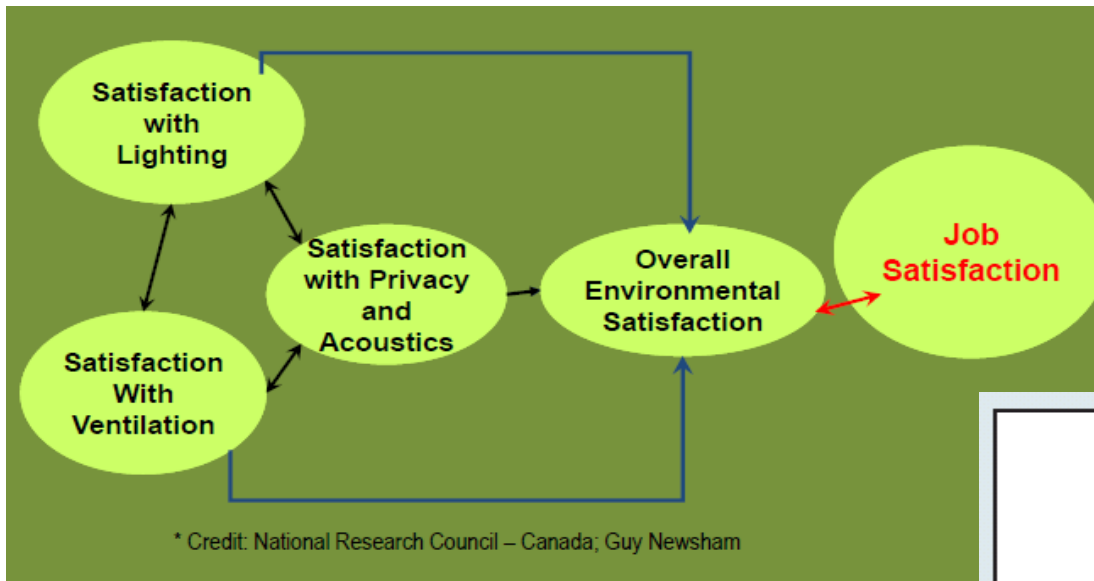 Satisfaction
with
Lighting
Satisfaction
with Privacy
and
Acoustics
Satisfaction
With
Ventilation
Overall
Environmental
Satisfaction
Job
Satisfaction
* Credit: National Research Council – Canada; Guy Newsham